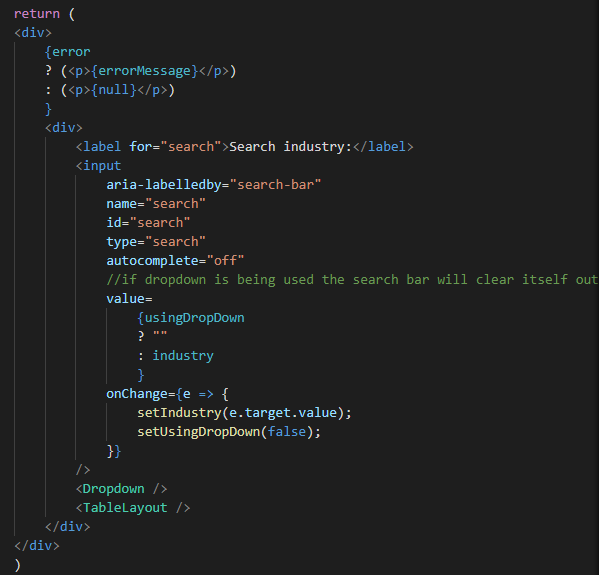 return (
<div>
{error
? (<p>{errorMessage}</p>)
: (<p>{null}</p>)
}
<div>
<label for="search">Search industry:</label>
<input
aria-labelledby="search-bar"
name="search"
id="search"
type="search"
autocomplete="off"
//if dropdown is being used the search bar will clear itself out
value=
{usingDropDown
? ""
: industry
}
onChange={e => {
setIndustry(e.target.value);
setUsingDropDown(false);
}}
/>
<Dropdown />
<TableLayout />
</div>
</div>
)